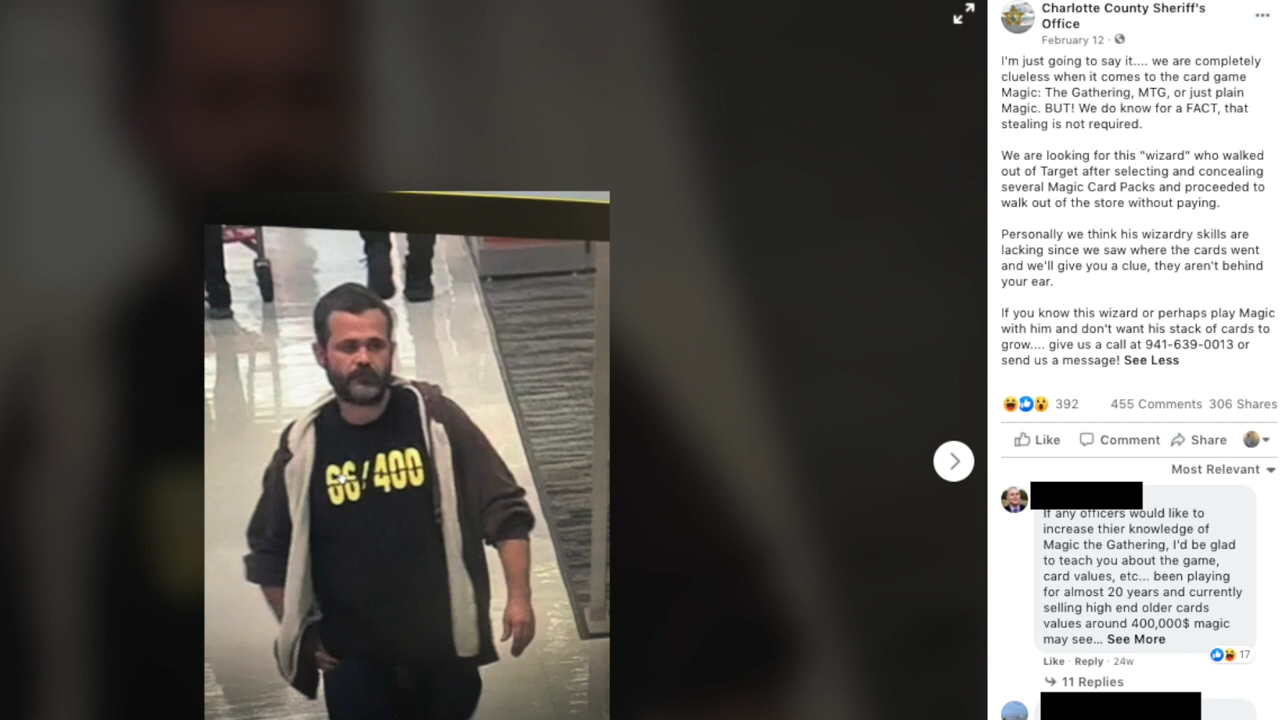 Charlotte County Sheriff's
Office
February 12 ·
I'm just going to say it.... we are completely
clueless when it comes to the card game
Magic: The Gathering, MTG, or just plain
Magic. BUT! We do know for a FACT, that
stealing is not required.
We are looking for this "wizard" who walked
out of Target after selecting and concealing
several Magic Card Packs and proceeded to
walk out of the store without paying.
Personally we think his wizardry skills are
lacking since we saw where the cards went
and we'll give you a clue, they aren't behind
your ear.
If you know this wizard or perhaps play Magic
with him and don't want his stack of cards to
grow.... give us a call at 941-639-0013 or
send us a message! See Less
392 455 Comments 306 Shares
Like Comment Share
Most Relevant
If any officers would like to
increase thier knowledge of
Magic the Gathering, I'd be glad
to teach you about the game,
card values, etc... been playing
for almost 20 years and currently
selling high end older cards
values around 400,000$ magic
may see... See More
17
Like · Reply · 24w
11 Replies
66/400